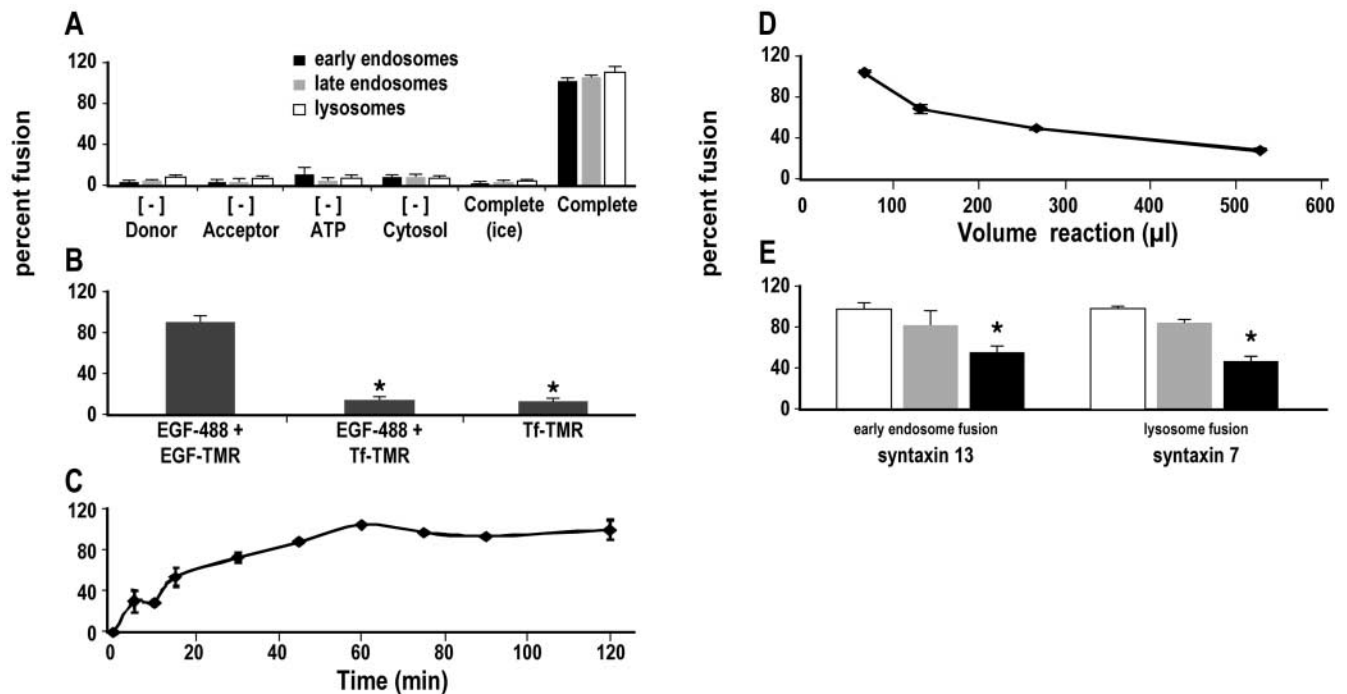 A
percent fusion
120
80
40
0
early endosomes
late endosomes
lysosomes
[ - ] [ - ] [ - ] [ - ] Complete Complete
Donor Acceptor ATP Cytosol (ice)
B
120
80
40
0
EGF-488 + EGF-488 + Tf-TMR
EGF-TMR Tf-TMR
* *
C
120
80
40
0
0 20 40 60 80 100 120
Time (min)
D
percent fusion
120
80
40
0
0 100 200 300 400 500 600
Volume reaction (µl)
E
120
80
40
0
* *
early endosome fusion lysosome fusion
syntaxin 13 syntaxin 7